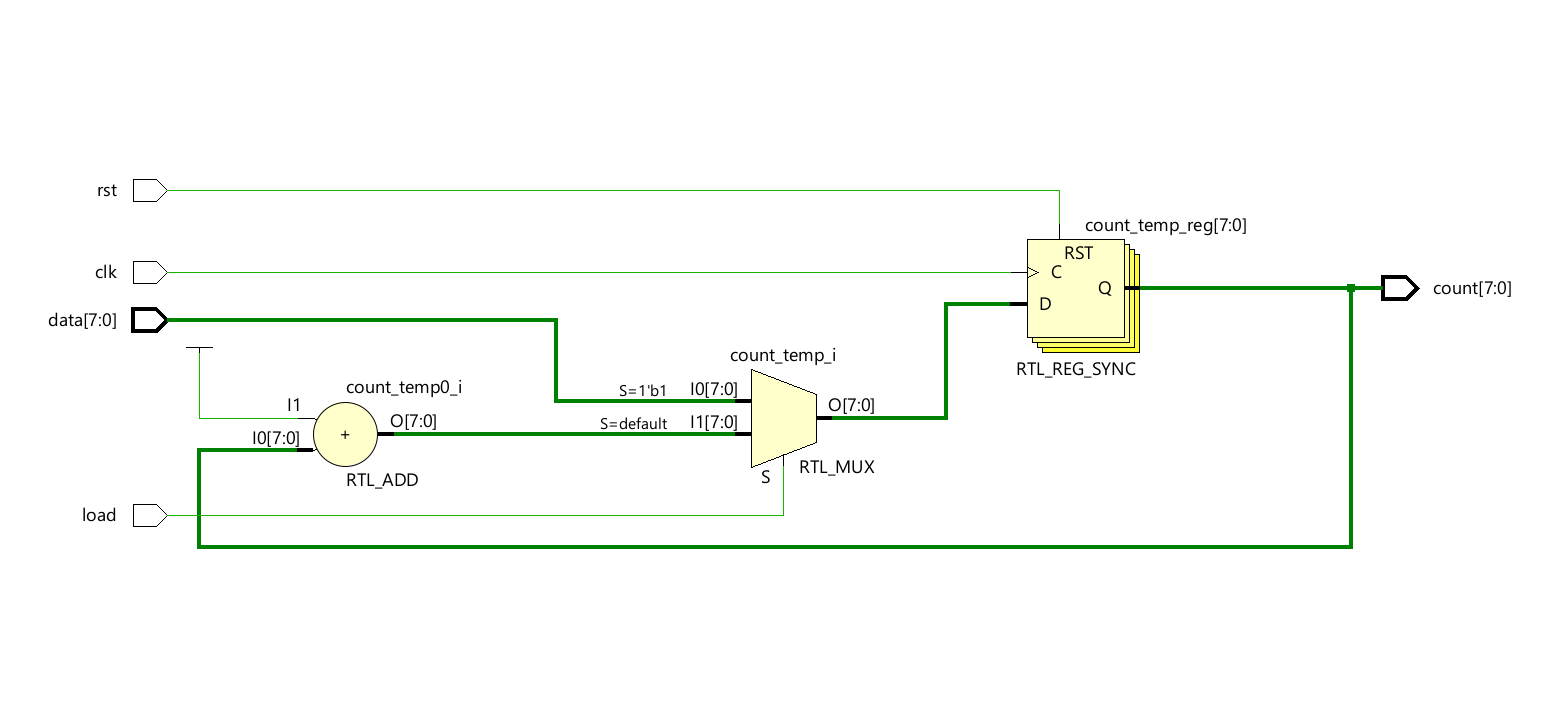 rst
count_temp_reg[7:0]
RST
clk
C
Q
count[7:0]
D
data[7:0]
count_temp_i
RTL_REG_SYNC
count_temp0_i
S=1'b1
I0[7:0]
I1
O[7:0]
O[7:0]
S=default
I1[7:0]
I0[7:0]
+
RTL_MUX
S
RTL_ADD
load